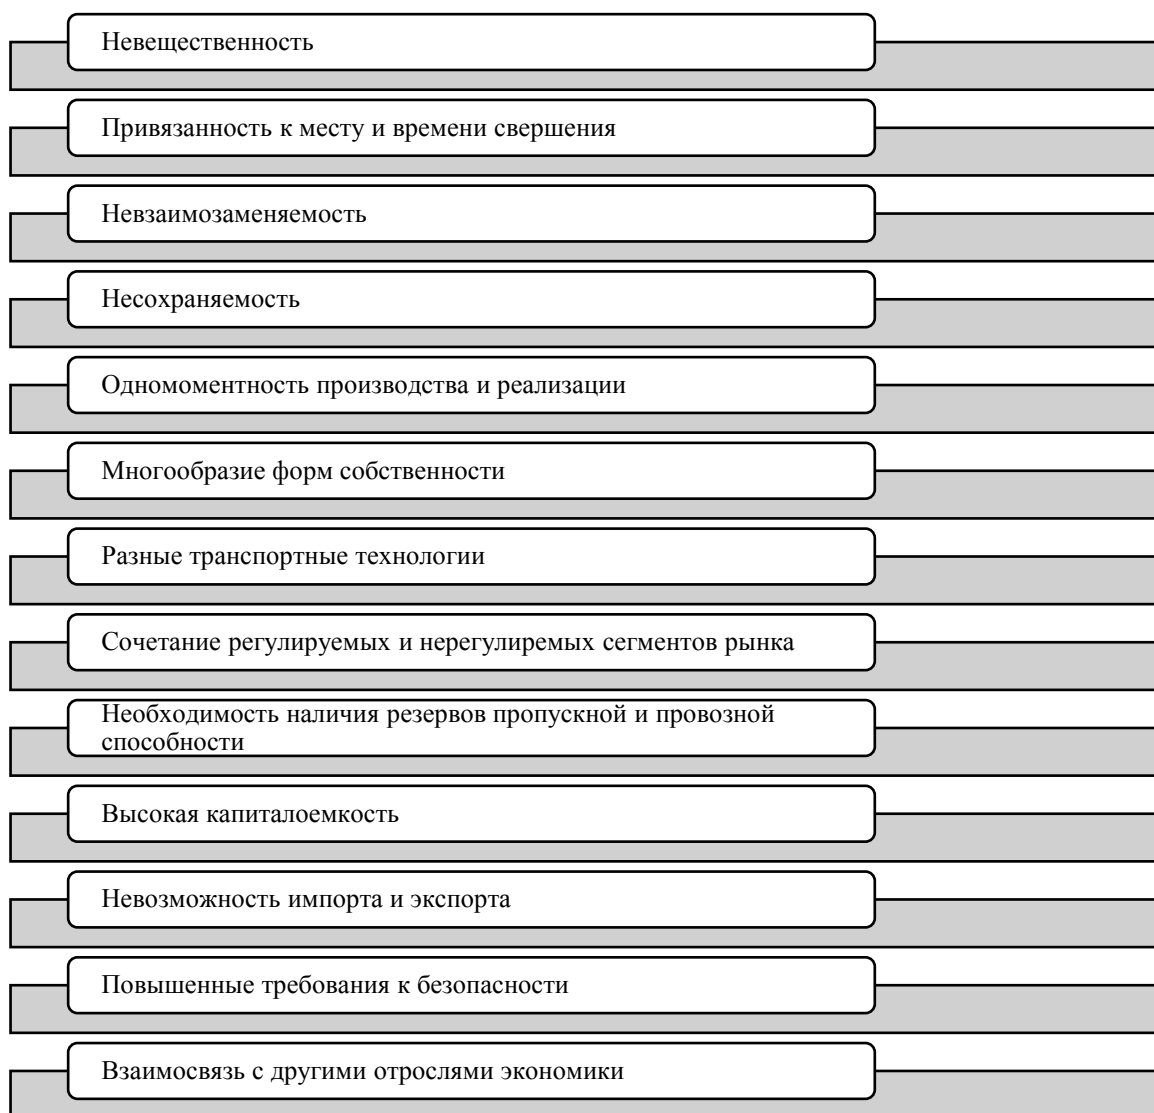 Невещественность
Привязанность к месту и времени свершения
Невзаимозаменяемость
Несохраняемость
Одномоментность производства и реализации
Многообразие форм собственности
Разные транспортные технологии
Сочетание регулируемых и нерегулиремых сегментов рынка
Необходимость наличия резервов пропускной и провозной
способности
Высокая капиталоемкость
Невозможность импорта и экспорта
Повышенные требования к безопасности
Взаимосвязь с другими отрослями экономики